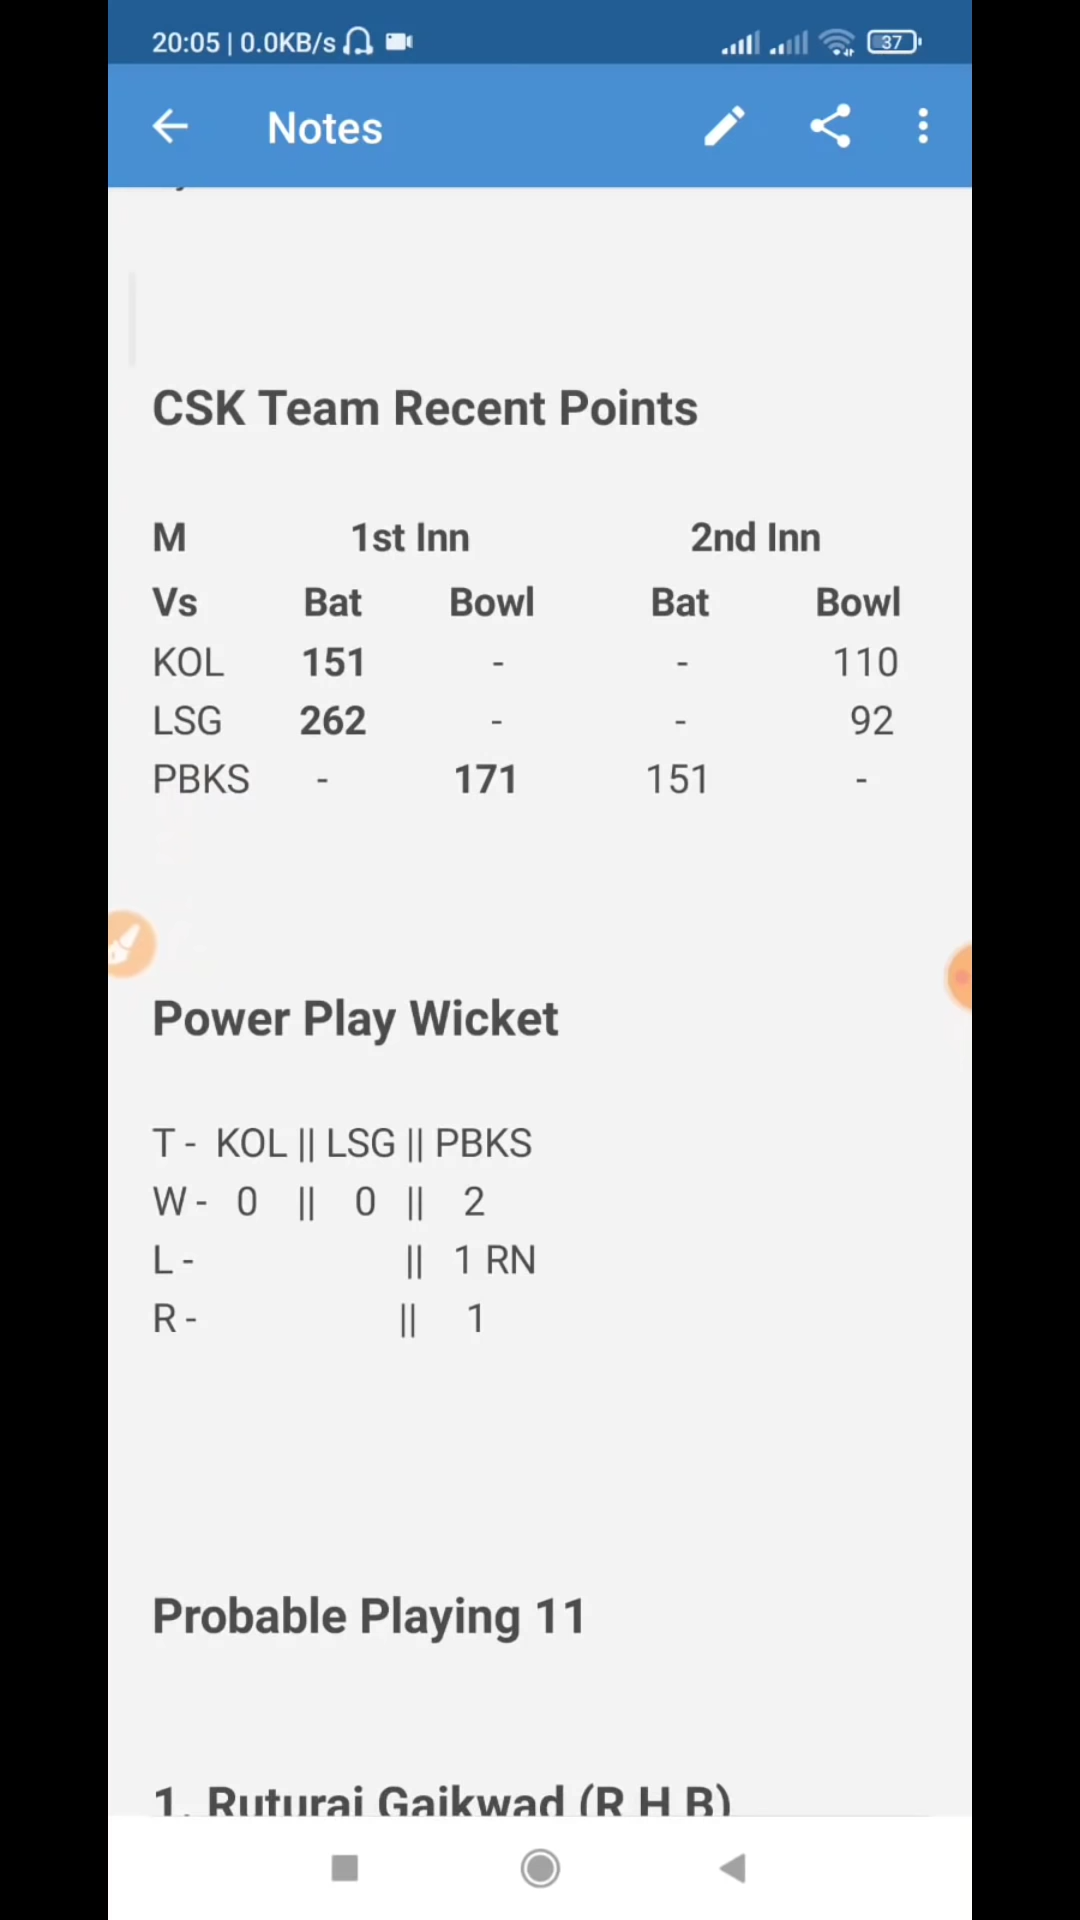 20:05 | 0.0KB/s 37
Notes
CSK Team Recent Points
M 1st Inn 2nd Inn
Vs Bat Bowl Bat Bowl
KOL 151 - - 110
LSG 262 - - 92
PBKS - 171 151 -
Power Play Wicket
T - KOL || LSG || PBKS
W - 0 || 0 || 2
L - || 1 RN
R - || 1
Probable Playing 11
1. Ruturaj Gaikwad (R H B)